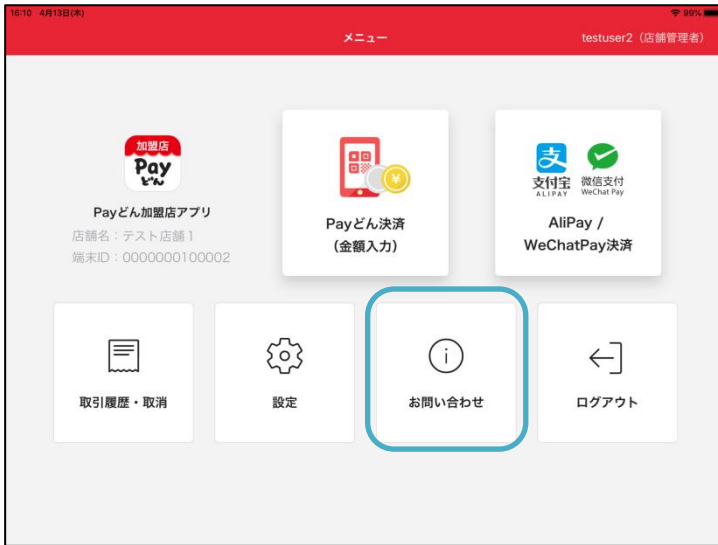 16:10 4月13日(木)
99%
メニュー
testuser2（店舗管理者）
加盟店
Pay
どん
Payどん加盟店アプリ
店舗名：テスト店舗１
端末ID：0000000100002
Payどん決済
（金額入力）
支
支付宝
ALIPAY
微信支付
WeChat Pay
AliPay /
WeChatPay決済
取引履歴・取消
設定
お問い合わせ
ログアウト